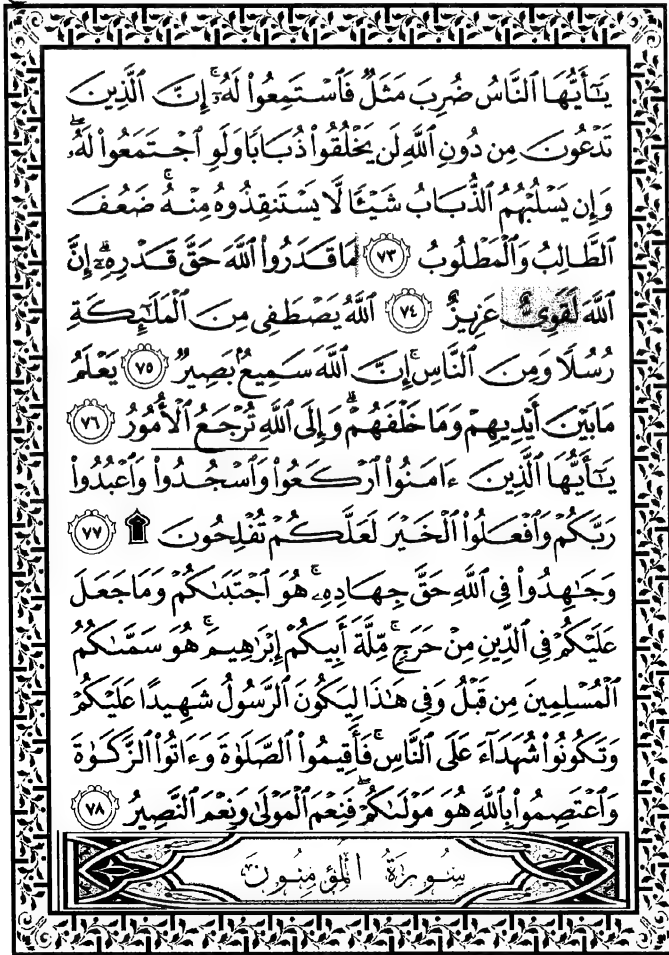 يَـٰٓأَيُّهَا ٱلنَّاسُ ضُرِبَ مَثَلٌ فَٱسْتَمِعُوا۟ لَهُۥٓ ۚ إِنَّ ٱلَّذِينَ
تَدْعُونَ مِن دُونِ ٱللَّهِ لَن يَخْلُقُوا۟ ذُبَابًا وَلَوِ ٱجْتَمَعُوا۟ لَهُۥ ۖ
وَإِن يَسْلُبْهُمُ ٱلذُّبَابُ شَيْـًٔا لَّا يَسْتَنقِذُوهُ مِنْهُ ۚ ضَعُفَ
ٱلطَّالِبُ وَٱلْمَطْلُوبُ ٧٣ مَا قَدَرُوا۟ ٱللَّهَ حَقَّ قَدْرِهِۦٓ ۗ إِنَّ
ٱللَّهَ لَقَوِىٌّ عَزِيزٌ ٧٤ ٱللَّهُ يَصْطَفِى مِنَ ٱلْمَلَـٰٓئِكَةِ
رُسُلًا وَمِنَ ٱلنَّاسِ ۚ إِنَّ ٱللَّهَ سَمِيعٌۢ بَصِيرٌ ٧٥ يَعْلَمُ
مَا بَيْنَ أَيْدِيهِمْ وَمَا خَلْفَهُمْ ۗ وَإِلَى ٱللَّهِ تُرْجَعُ ٱلْأُمُورُ ٧٦
يَـٰٓأَيُّهَا ٱلَّذِينَ ءَامَنُوا۟ ٱرْكَعُوا۟ وَٱسْجُدُوا۟ وَٱعْبُدُوا۟
رَبَّكُمْ وَٱفْعَلُوا۟ ٱلْخَيْرَ لَعَلَّكُمْ تُفْلِحُونَ ۩ ٧٧
وَجَـٰهِدُوا۟ فِى ٱللَّهِ حَقَّ جِهَادِهِۦ ۚ هُوَ ٱجْتَبَىٰكُمْ وَمَا جَعَلَ
عَلَيْكُمْ فِى ٱلدِّينِ مِنْ حَرَجٍ ۚ مِّلَّةَ أَبِيكُمْ إِبْرَٰهِيمَ ۚ هُوَ سَمَّىٰكُمُ
ٱلْمُسْلِمِينَ مِن قَبْلُ وَفِى هَـٰذَا لِيَكُونَ ٱلرَّسُولُ شَهِيدًا عَلَيْكُمْ
وَتَكُونُوا۟ شُهَدَآءَ عَلَى ٱلنَّاسِ ۚ فَأَقِيمُوا۟ ٱلصَّلَوٰةَ وَءَاتُوا۟ ٱلزَّكَوٰةَ
وَٱعْتَصِمُوا۟ بِٱللَّهِ هُوَ مَوْلَىٰكُمْ ۖ فَنِعْمَ ٱلْمَوْلَىٰ وَنِعْمَ ٱلنَّصِيرُ ٧٨
سُورَةُ الْمُؤْمِنُونَ